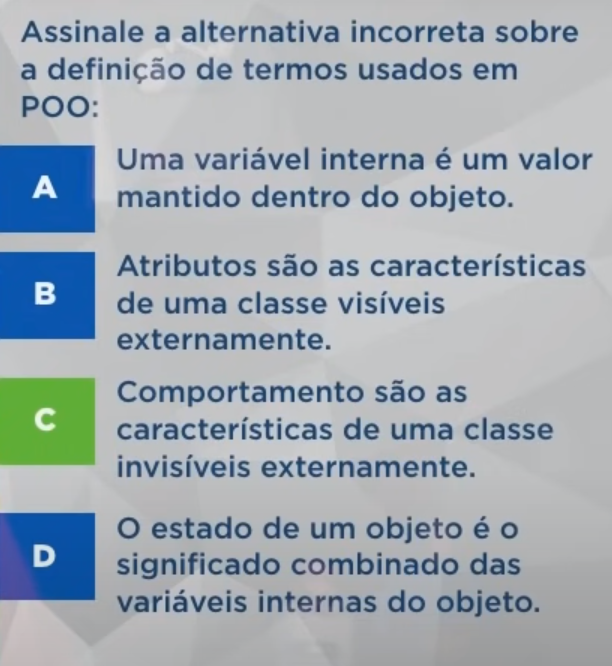 Assinale a alternativa incorreta sobre
a definição de termos usados em
POO:
A
Uma variável interna é um valor
mantido dentro do objeto.
B
Atributos são as características
de uma classe visíveis
externamente.
C
Comportamento são as
características de uma classe
invisíveis externamente.
D
O estado de um objeto é o
significado combinado das
variáveis internas do objeto.